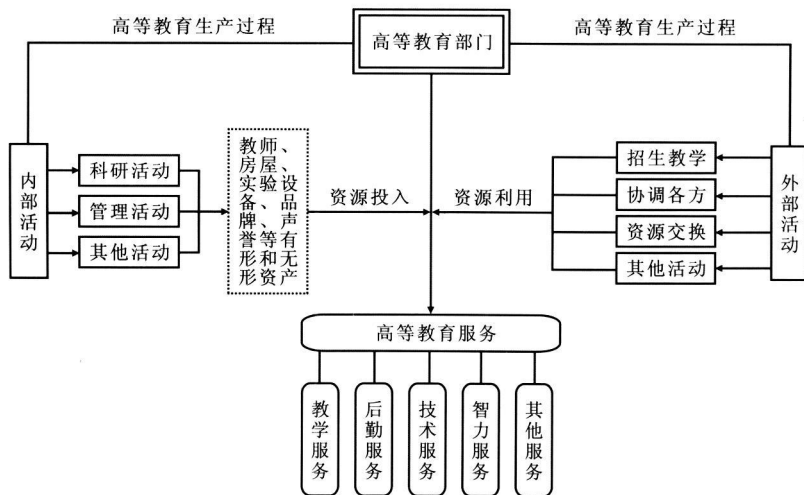 高等教育生产过程
高等教育部门
高等教育生产过程
内部活动
科研活动
管理活动
其他活动
教师、
房屋、
实验设
备、品
牌、声
誉等有
形和无
形资产
资源投入
资源利用
招生教学
协调各方
资源交换
其他活动
外部活动
高等教育服务
教学服务
后勤服务
技术服务
智力服务
其他服务